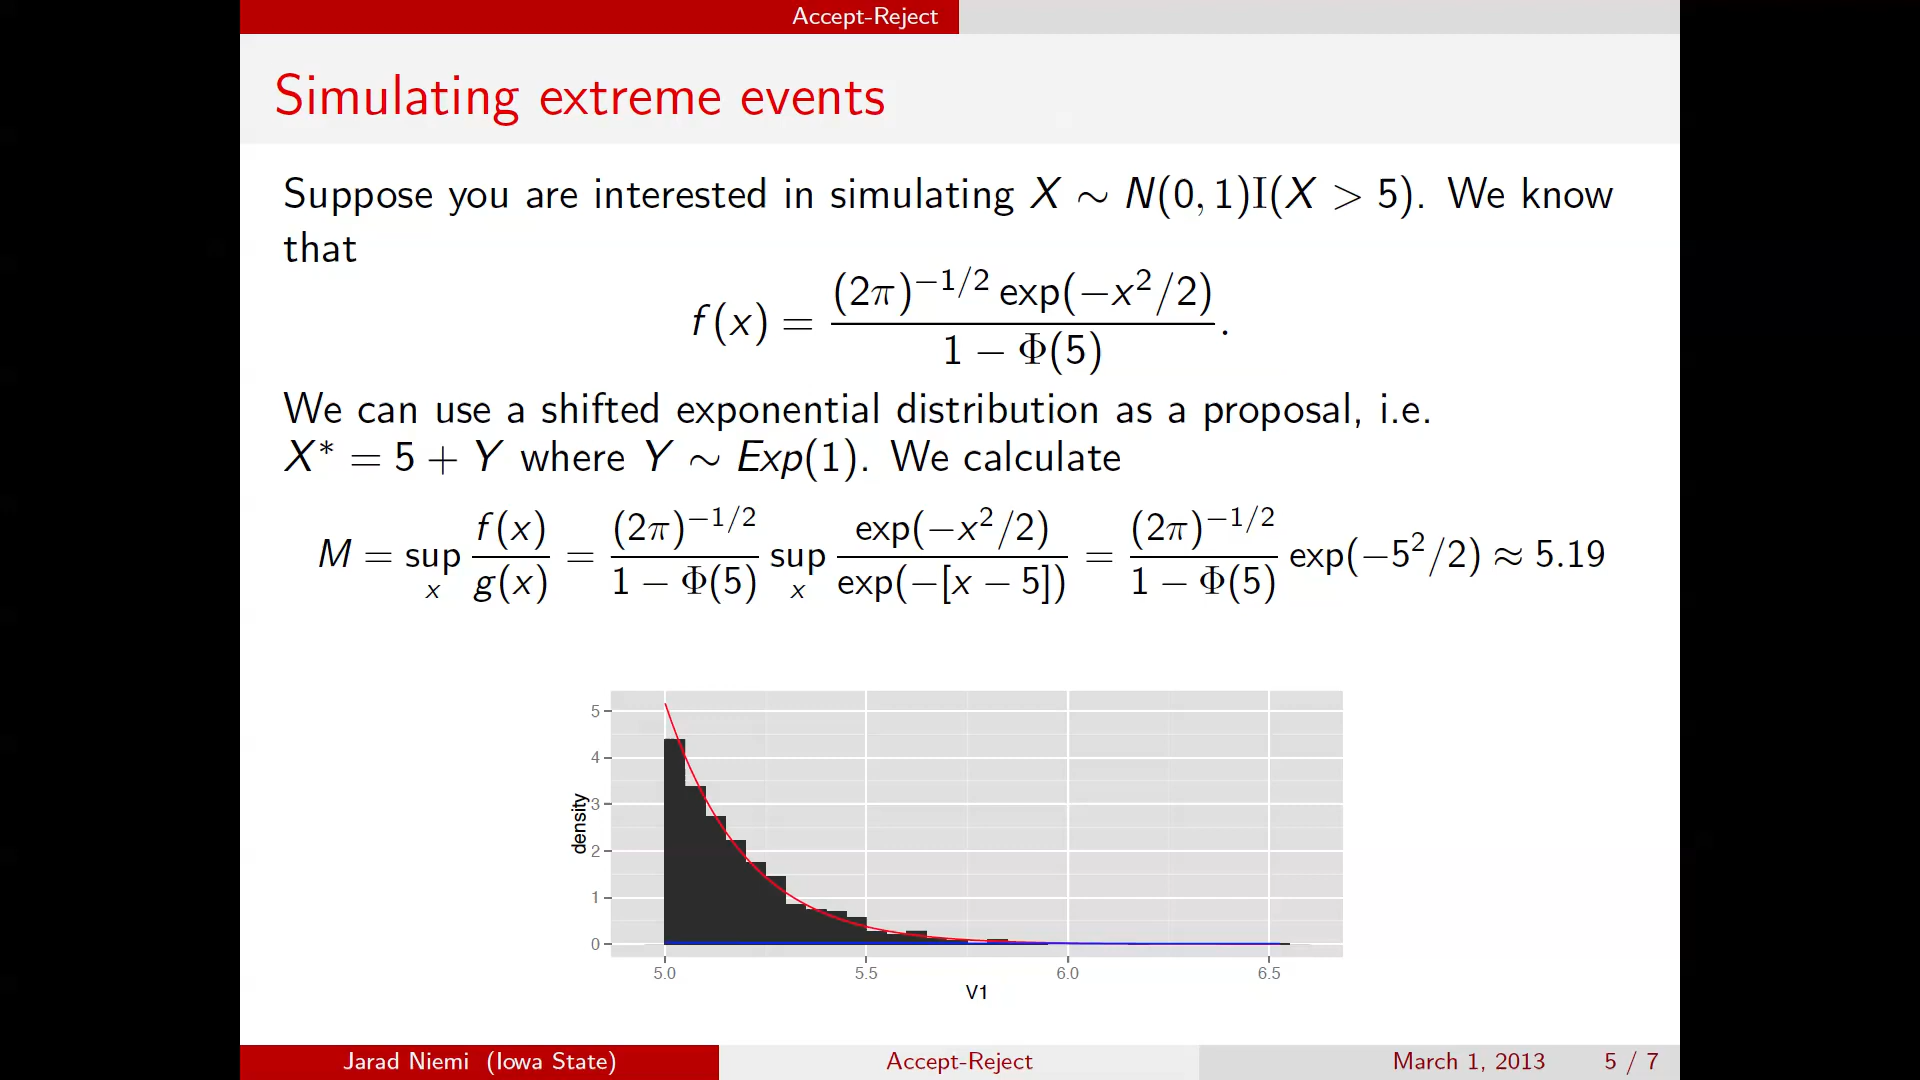 Accept-Reject
Simulating extreme events
Suppose you are interested in simulating X ∼ N(0, 1)I(X > 5). We know
that
f(x) = (2π)^{−1/2} exp(−x²/2) / 1 − Φ(5).
We can use a shifted exponential distribution as a proposal, i.e.
X* = 5 + Y where Y ∼ Exp(1). We calculate
M = sup_x f(x)/g(x) = (2π)^{−1/2} / 1 − Φ(5) sup_x exp(−x²/2) / exp(−[x − 5]) = (2π)^{−1/2} / 1 − Φ(5) exp(−5²/2) ≈ 5.19
5
4
3
2
1
0
density
5.0 5.5 6.0 6.5
V1
Jarad Niemi (Iowa State) Accept-Reject March 1, 2013 5 / 7